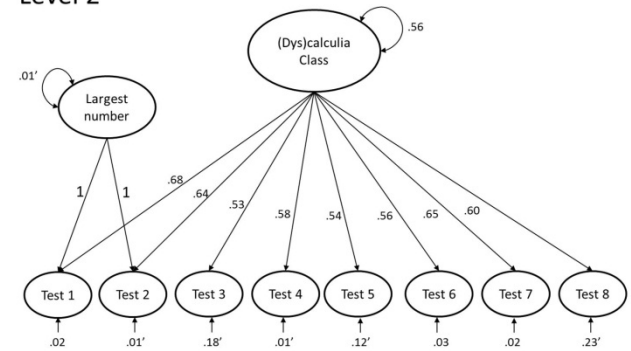 Level 2
(Dys)calculia
Class
.56
.01′
Largest
number
1
1
.68
.64
.53
.58
.54
.56
.65
.60
Test 1
Test 2
Test 3
Test 4
Test 5
Test 6
Test 7
Test 8
.02
.01′
.18′
.01′
.12′
.03
.02
.23′